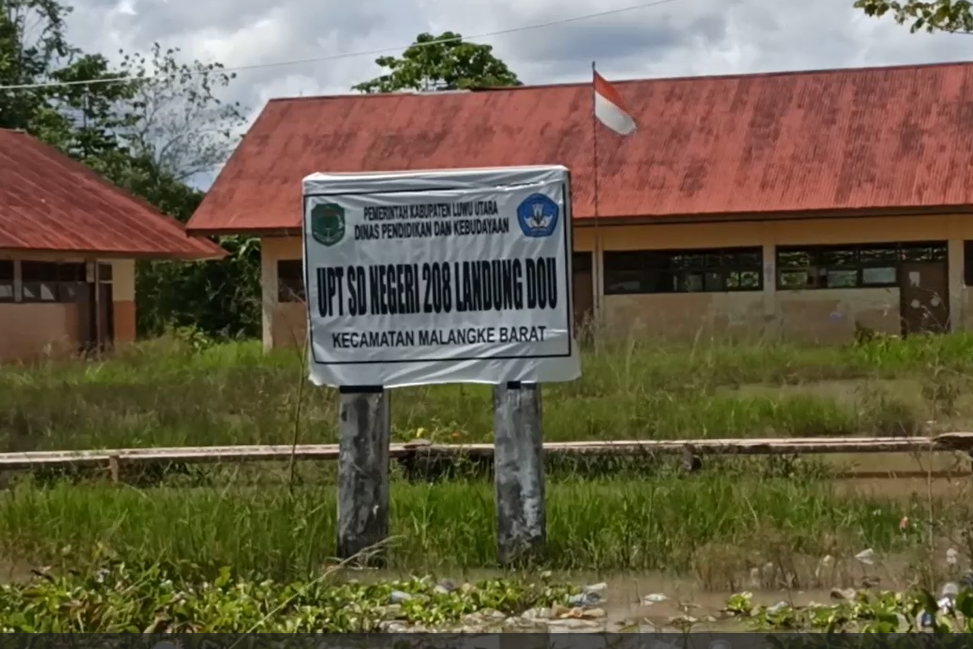 PEMERINTAH KABUPATEN LUWU UTARA
DINAS PENDIDIKAN DAN KEBUDAYAAN
UPT SD NEGERI 208 LANDUNG DOU
KECAMATAN MALANGKE BARAT